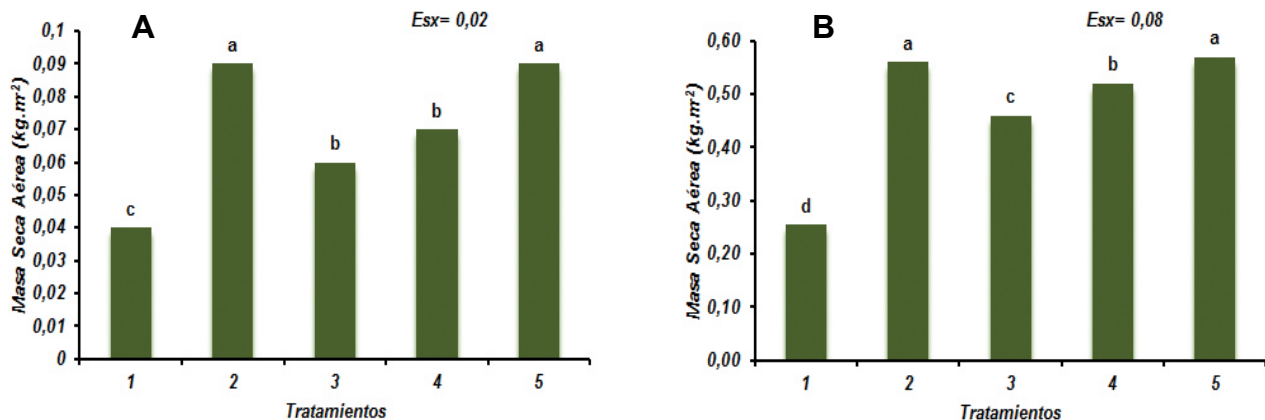 A
Esx= 0,02
Masa Seca Aérea (kg.m²)
0,1
0,09
0,08
0,07
0,06
0,05
0,04
0,03
0,02
0,01
0
a
a
b
b
c
1 2 3 4 5
Tratamientos
B
Esx= 0,08
Masa Seca Aérea (kg.m²)
0,60
0,50
0,40
0,30
0,20
0,10
0,00
a
a
b
c
d
1 2 3 4 5
Tratamientos